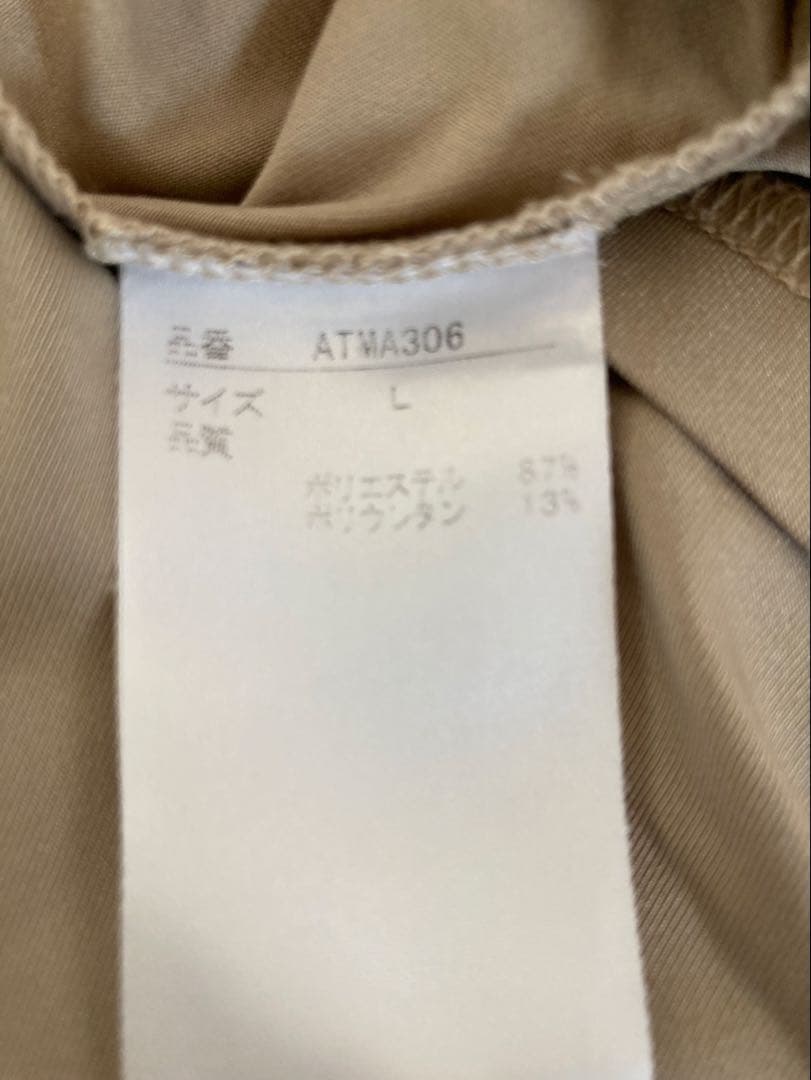 品番 ATMA306
サイズ L
品質
ポリエステル 87%
ポリウレタン 13%